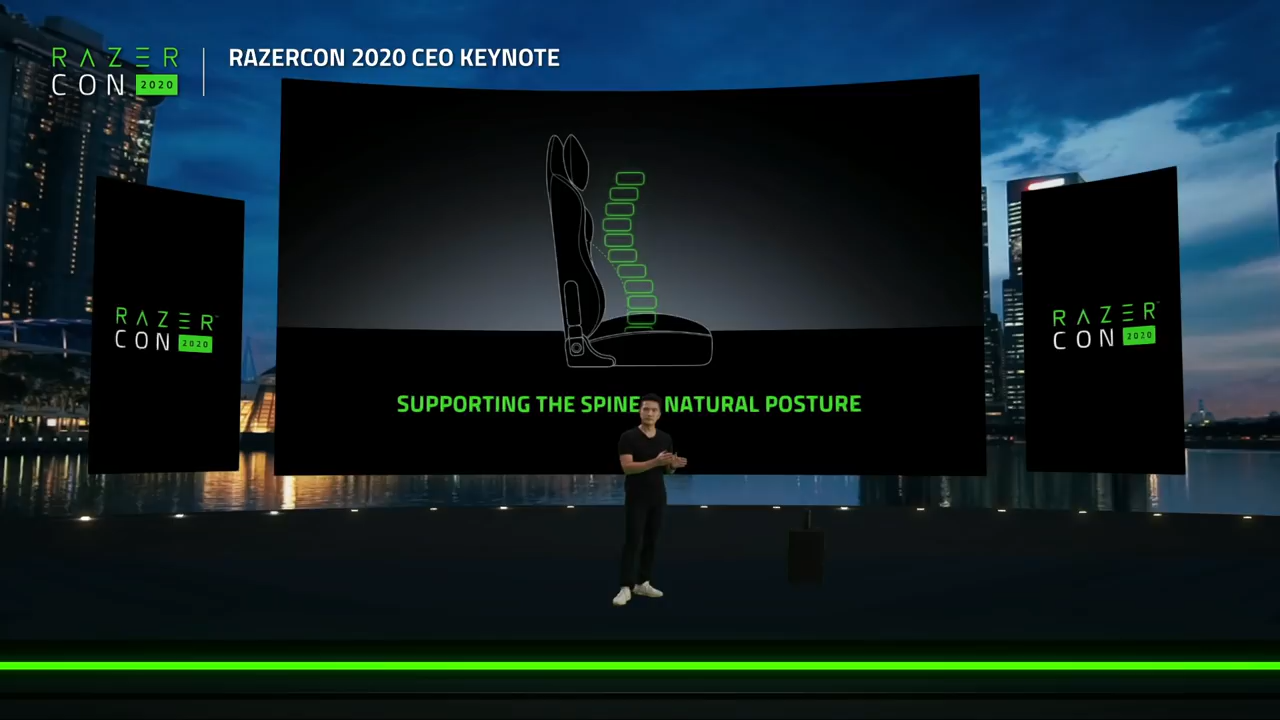 RAZER
CON 2020
RAZERCON 2020 CEO KEYNOTE
RAZER
CON 2020
RAZER
CON 2020
SUPPORTING THE SPINE NATURAL POSTURE